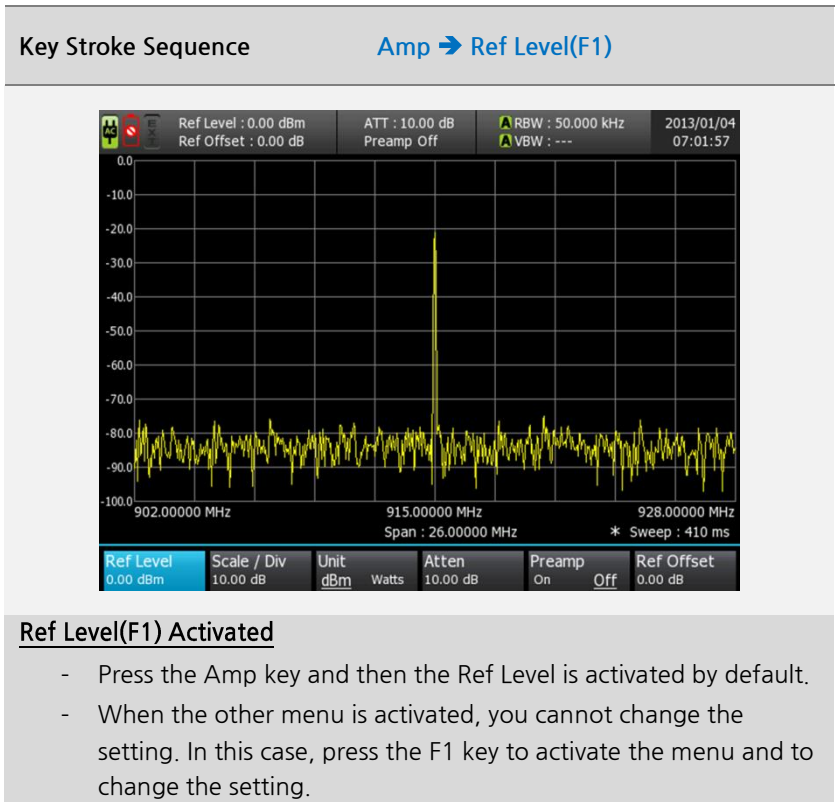 Key Stroke Sequence Amp ➔ Ref Level(F1)
AC EXT Ref Level : 0.00 dBm ATT : 10.00 dB A RBW : 50.000 kHz 2013/01/04
Ref Offset : 0.00 dB Preamp Off A VBW : --- 07:01:57
0.0
-10.0
-20.0
-30.0
-40.0
-50.0
-60.0
-70.0
-80.0
-90.0
-100.0
902.00000 MHz 915.00000 MHz 928.00000 MHz
Span : 26.00000 MHz * Sweep : 410 ms
Ref Level Scale / Div Unit Atten Preamp Ref Offset
0.00 dBm 10.00 dB dBm Watts 10.00 dB On Off 0.00 dB
Ref Level(F1) Activated
- Press the Amp key and then the Ref Level is activated by default.
- When the other menu is activated, you cannot change the
setting. In this case, press the F1 key to activate the menu and to
change the setting.